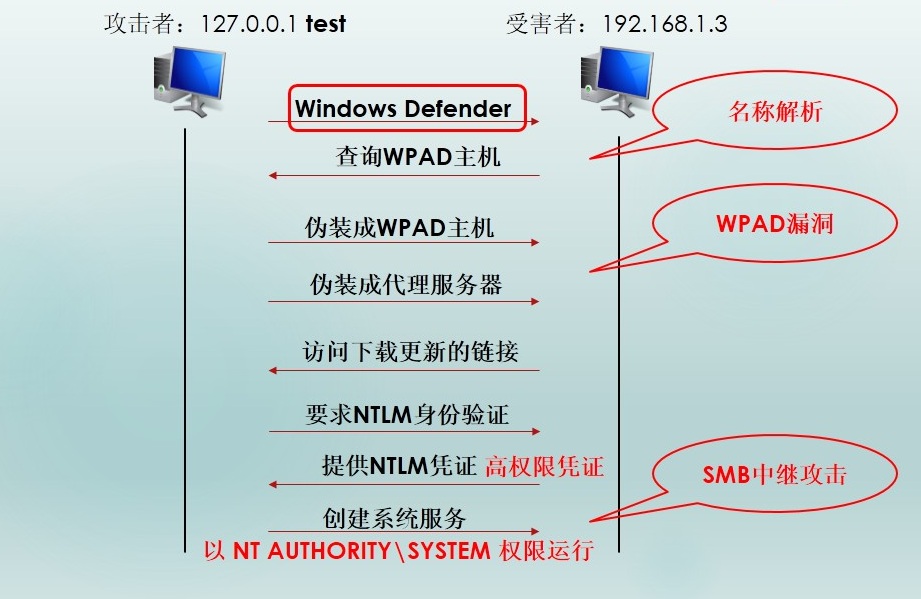 攻击者：127.0.0.1 test
受害者：192.168.1.3
Windows Defender
名称解析
查询WPAD主机
伪装成WPAD主机
WPAD漏洞
伪装成代理服务器
访问下载更新的链接
要求NTLM身份验证
提供NTLM凭证 高权限凭证
SMB中继攻击
创建系统服务
以 NT AUTHORITY\SYSTEM 权限运行